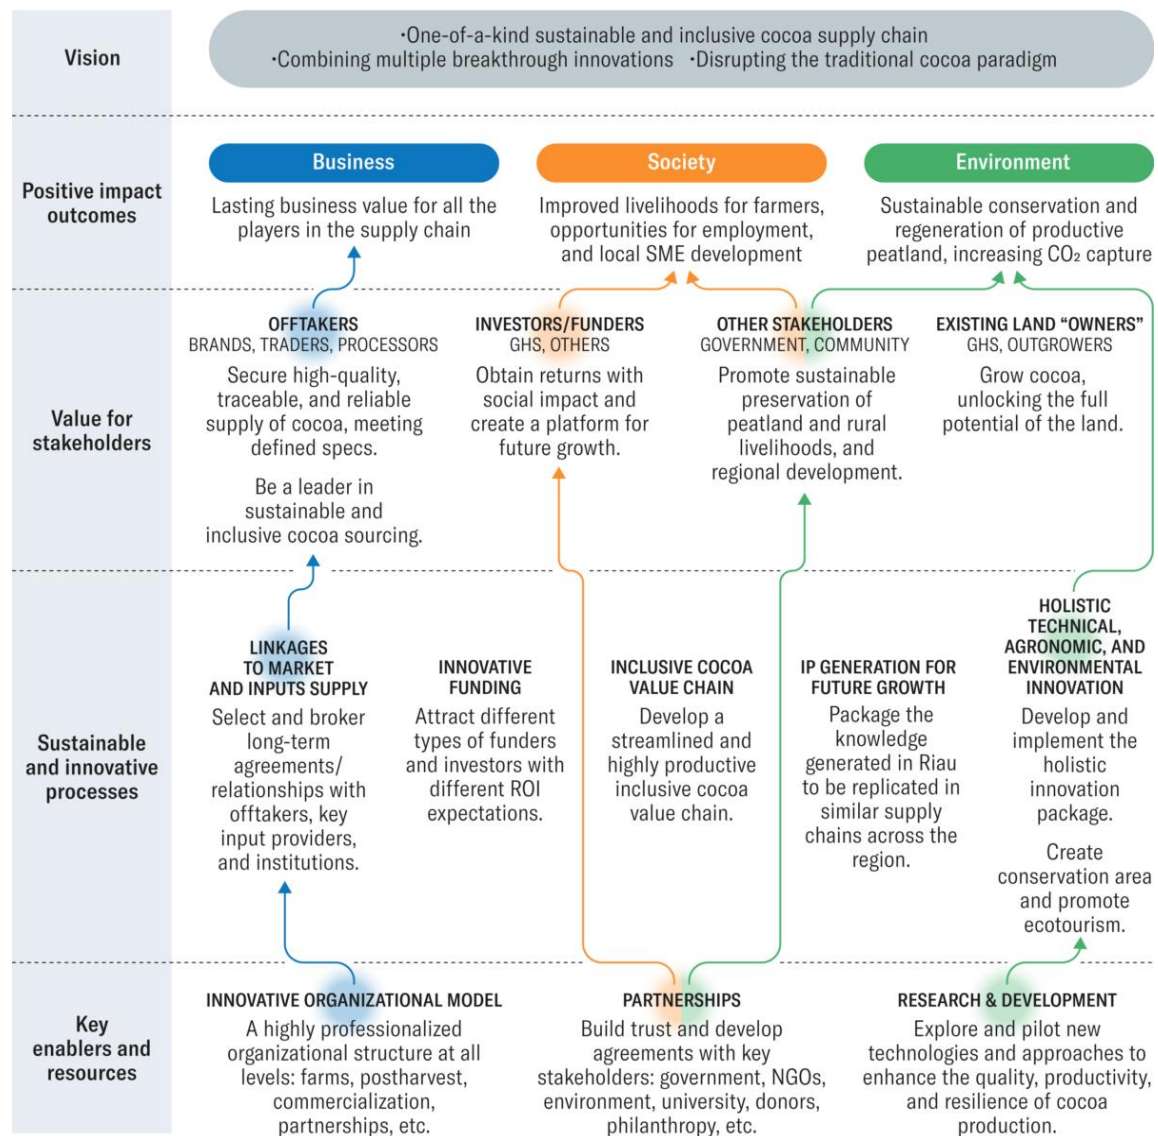 Vision
•One-of-a-kind sustainable and inclusive cocoa supply chain
•Combining multiple breakthrough innovations •Disrupting the traditional cocoa paradigm
Positive impact
outcomes
Business
Lasting business value for all the
players in the supply chain
Society
Improved livelihoods for farmers,
opportunities for employment,
and local SME development
Environment
Sustainable conservation and
regeneration of productive
peatland, increasing CO₂ capture
Value for
stakeholders
OFFTAKERS
BRANDS, TRADERS, PROCESSORS
Secure high-quality,
traceable, and reliable
supply of cocoa, meeting
defined specs.
Be a leader in
sustainable and
inclusive cocoa sourcing.
INVESTORS/FUNDERS
GHS, OTHERS
Obtain returns with
social impact and
create a platform for
future growth.
OTHER STAKEHOLDERS
GOVERNMENT, COMMUNITY
Promote sustainable
preservation of
peatland and rural
livelihoods, and
regional development.
EXISTING LAND “OWNERS”
GHS, OUTGROWERS
Grow cocoa,
unlocking the full
potential of the land.
Sustainable
and innovative
processes
LINKAGES
TO MARKET
AND INPUTS SUPPLY
Select and broker
long-term
agreements/
relationships with
offtakers, key
input providers,
and institutions.
INNOVATIVE
FUNDING
Attract different
types of funders
and investors with
different ROI
expectations.
INCLUSIVE COCOA
VALUE CHAIN
Develop a
streamlined and
highly productive
inclusive cocoa
value chain.
IP GENERATION FOR
FUTURE GROWTH
Package the
knowledge
generated in Riau
to be replicated in
similar supply
chains across the
region.
HOLISTIC
TECHNICAL,
AGRONOMIC, AND
ENVIRONMENTAL
INNOVATION
Develop and
implement the
holistic
innovation
package.
Create
conservation area
and promote
ecotourism.
Key
enablers and
resources
INNOVATIVE ORGANIZATIONAL MODEL
A highly professionalized
organizational structure at all
levels: farms, postharvest,
commercialization,
partnerships, etc.
PARTNERSHIPS
Build trust and develop
agreements with key
stakeholders: government, NGOs,
environment, university, donors,
philanthropy, etc.
RESEARCH & DEVELOPMENT
Explore and pilot new
technologies and approaches to
enhance the quality, productivity,
and resilience of cocoa
production.